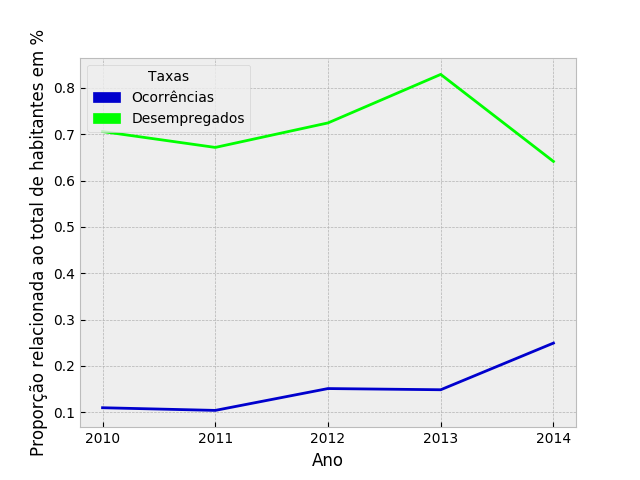 Proporção relacionada ao total de habitantes em %
Taxas
Ocorrências
Desempregados
0.8
0.7
0.6
0.5
0.4
0.3
0.2
0.1
2010 2011 2012 2013 2014
Ano